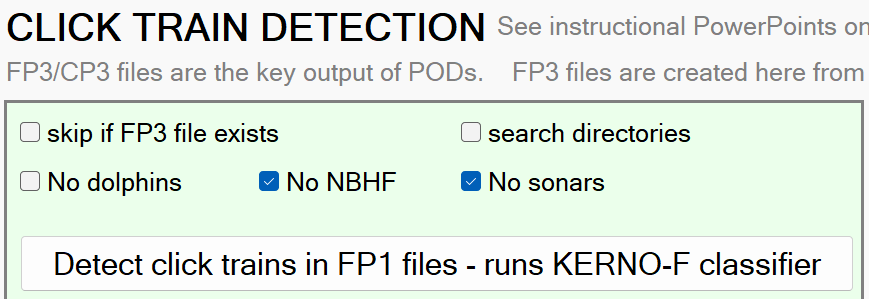 CLICK TRAIN DETECTION See instructional PowerPoints on
FP3/CP3 files are the key output of PODs. FP3 files are created here from
skip if FP3 file exists search directories
No dolphins No NBHF No sonars
Detect click trains in FP1 files - runs KERNO-F classifier